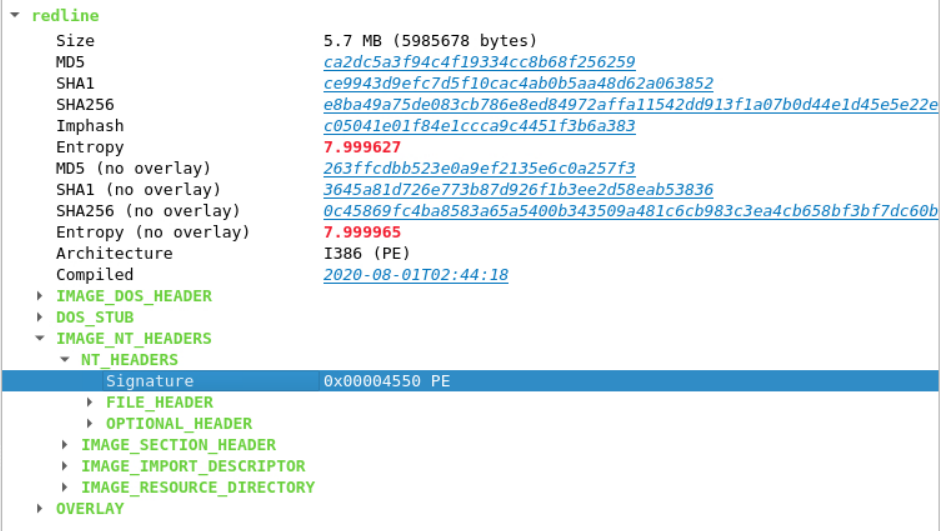 redline
Size 5.7 MB (5985678 bytes)
MD5 ca2dc5a3f94c4f19334cc8b68f256259
SHA1 ce9943d9efc7d5f10cac4ab0b5aa48d62a063852
SHA256 e8ba49a75de083cb786e8ed84972affa11542dd913f1a07b0d44e1d45e5e22e
Imphash c05041e01f84e1ccca9c4451f3b6a383
Entropy 7.999627
MD5 (no overlay) 263ffcdbb523e0a9ef2135e6c0a257f3
SHA1 (no overlay) 3645a81d726e773b87d926f1b3ee2d58eab53836
SHA256 (no overlay) 0c45869fc4ba8583a65a5400b343509a481c6cb983c3ea4cb658bf3bf7dc60b
Entropy (no overlay) 7.999965
Architecture I386 (PE)
Compiled 2020-08-01T02:44:18
IMAGE_DOS_HEADER
DOS_STUB
IMAGE_NT_HEADERS
NT_HEADERS
Signature 0x00004550 PE
FILE_HEADER
OPTIONAL_HEADER
IMAGE_SECTION_HEADER
IMAGE_IMPORT_DESCRIPTOR
IMAGE_RESOURCE_DIRECTORY
OVERLAY